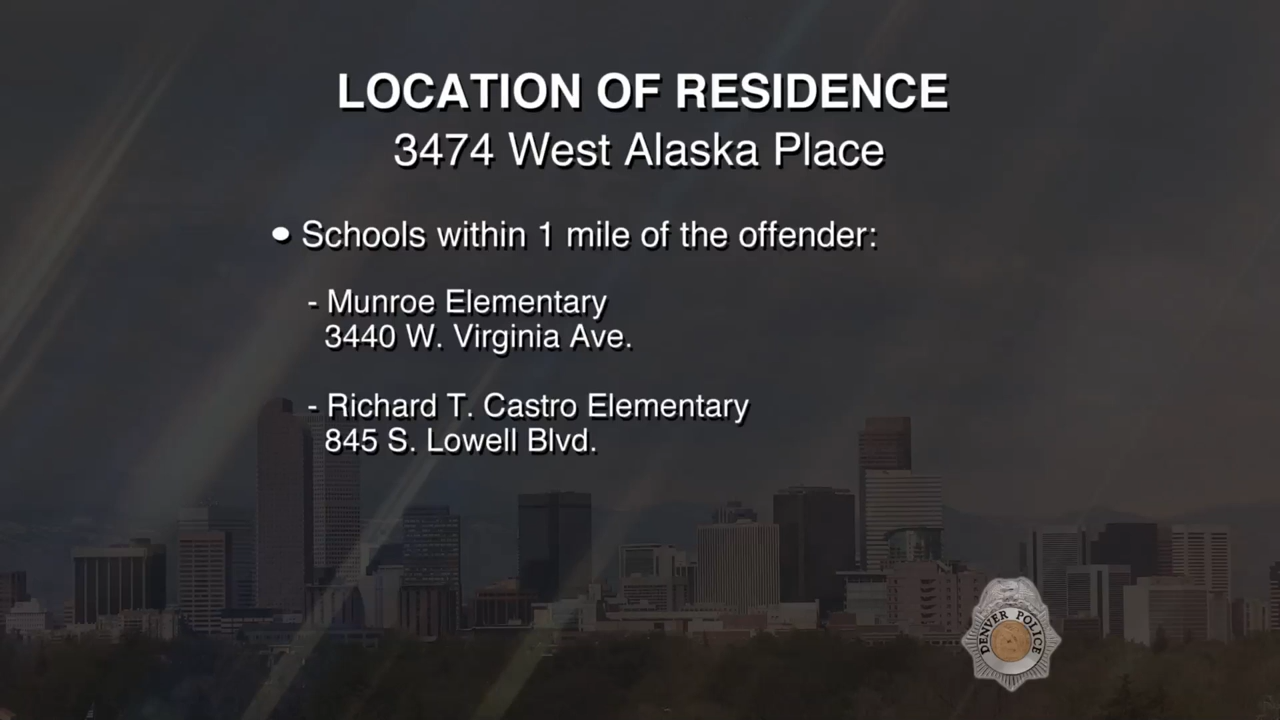 LOCATION OF RESIDENCE
3474 West Alaska Place
• Schools within 1 mile of the offender:
- Munroe Elementary
3440 W. Virginia Ave.
- Richard T. Castro Elementary
845 S. Lowell Blvd.
DENVER POLICE